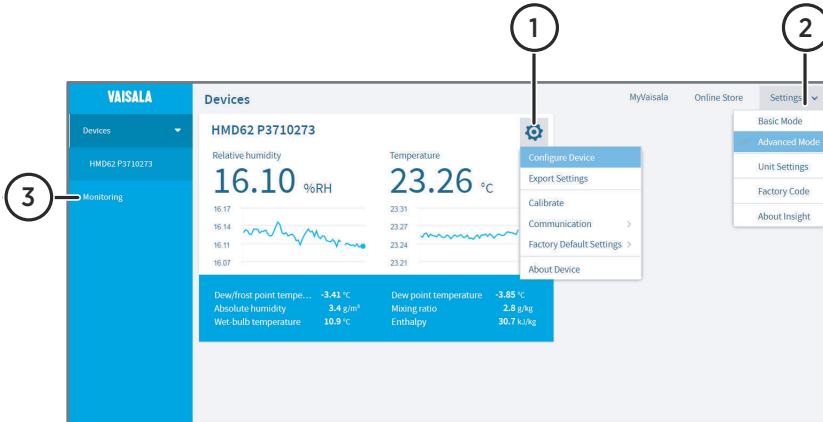 1
2
3
VAISALA
Devices
MyVaisala
Online Store
Settings
Devices
HMD62 P3710273
Monitoring
HMD62 P3710273
Relative humidity
16.10 %RH
16.17
16.14
16.11
16.07
Temperature
23.26 °C
23.31
23.27
23.24
23.21
Dew/frost point tempe... -3.41 °C
Absolute humidity 3.4 g/m³
Wet-bulb temperature 10.9 °C
Dew point temperature -3.85 °C
Mixing ratio 2.8 g/kg
Enthalpy 30.7 kJ/kg
Configure Device
Export Settings
Calibrate
Communication
Factory Default Settings
About Device
Basic Mode
Advanced Mode
Unit Settings
Factory Code
About Insight